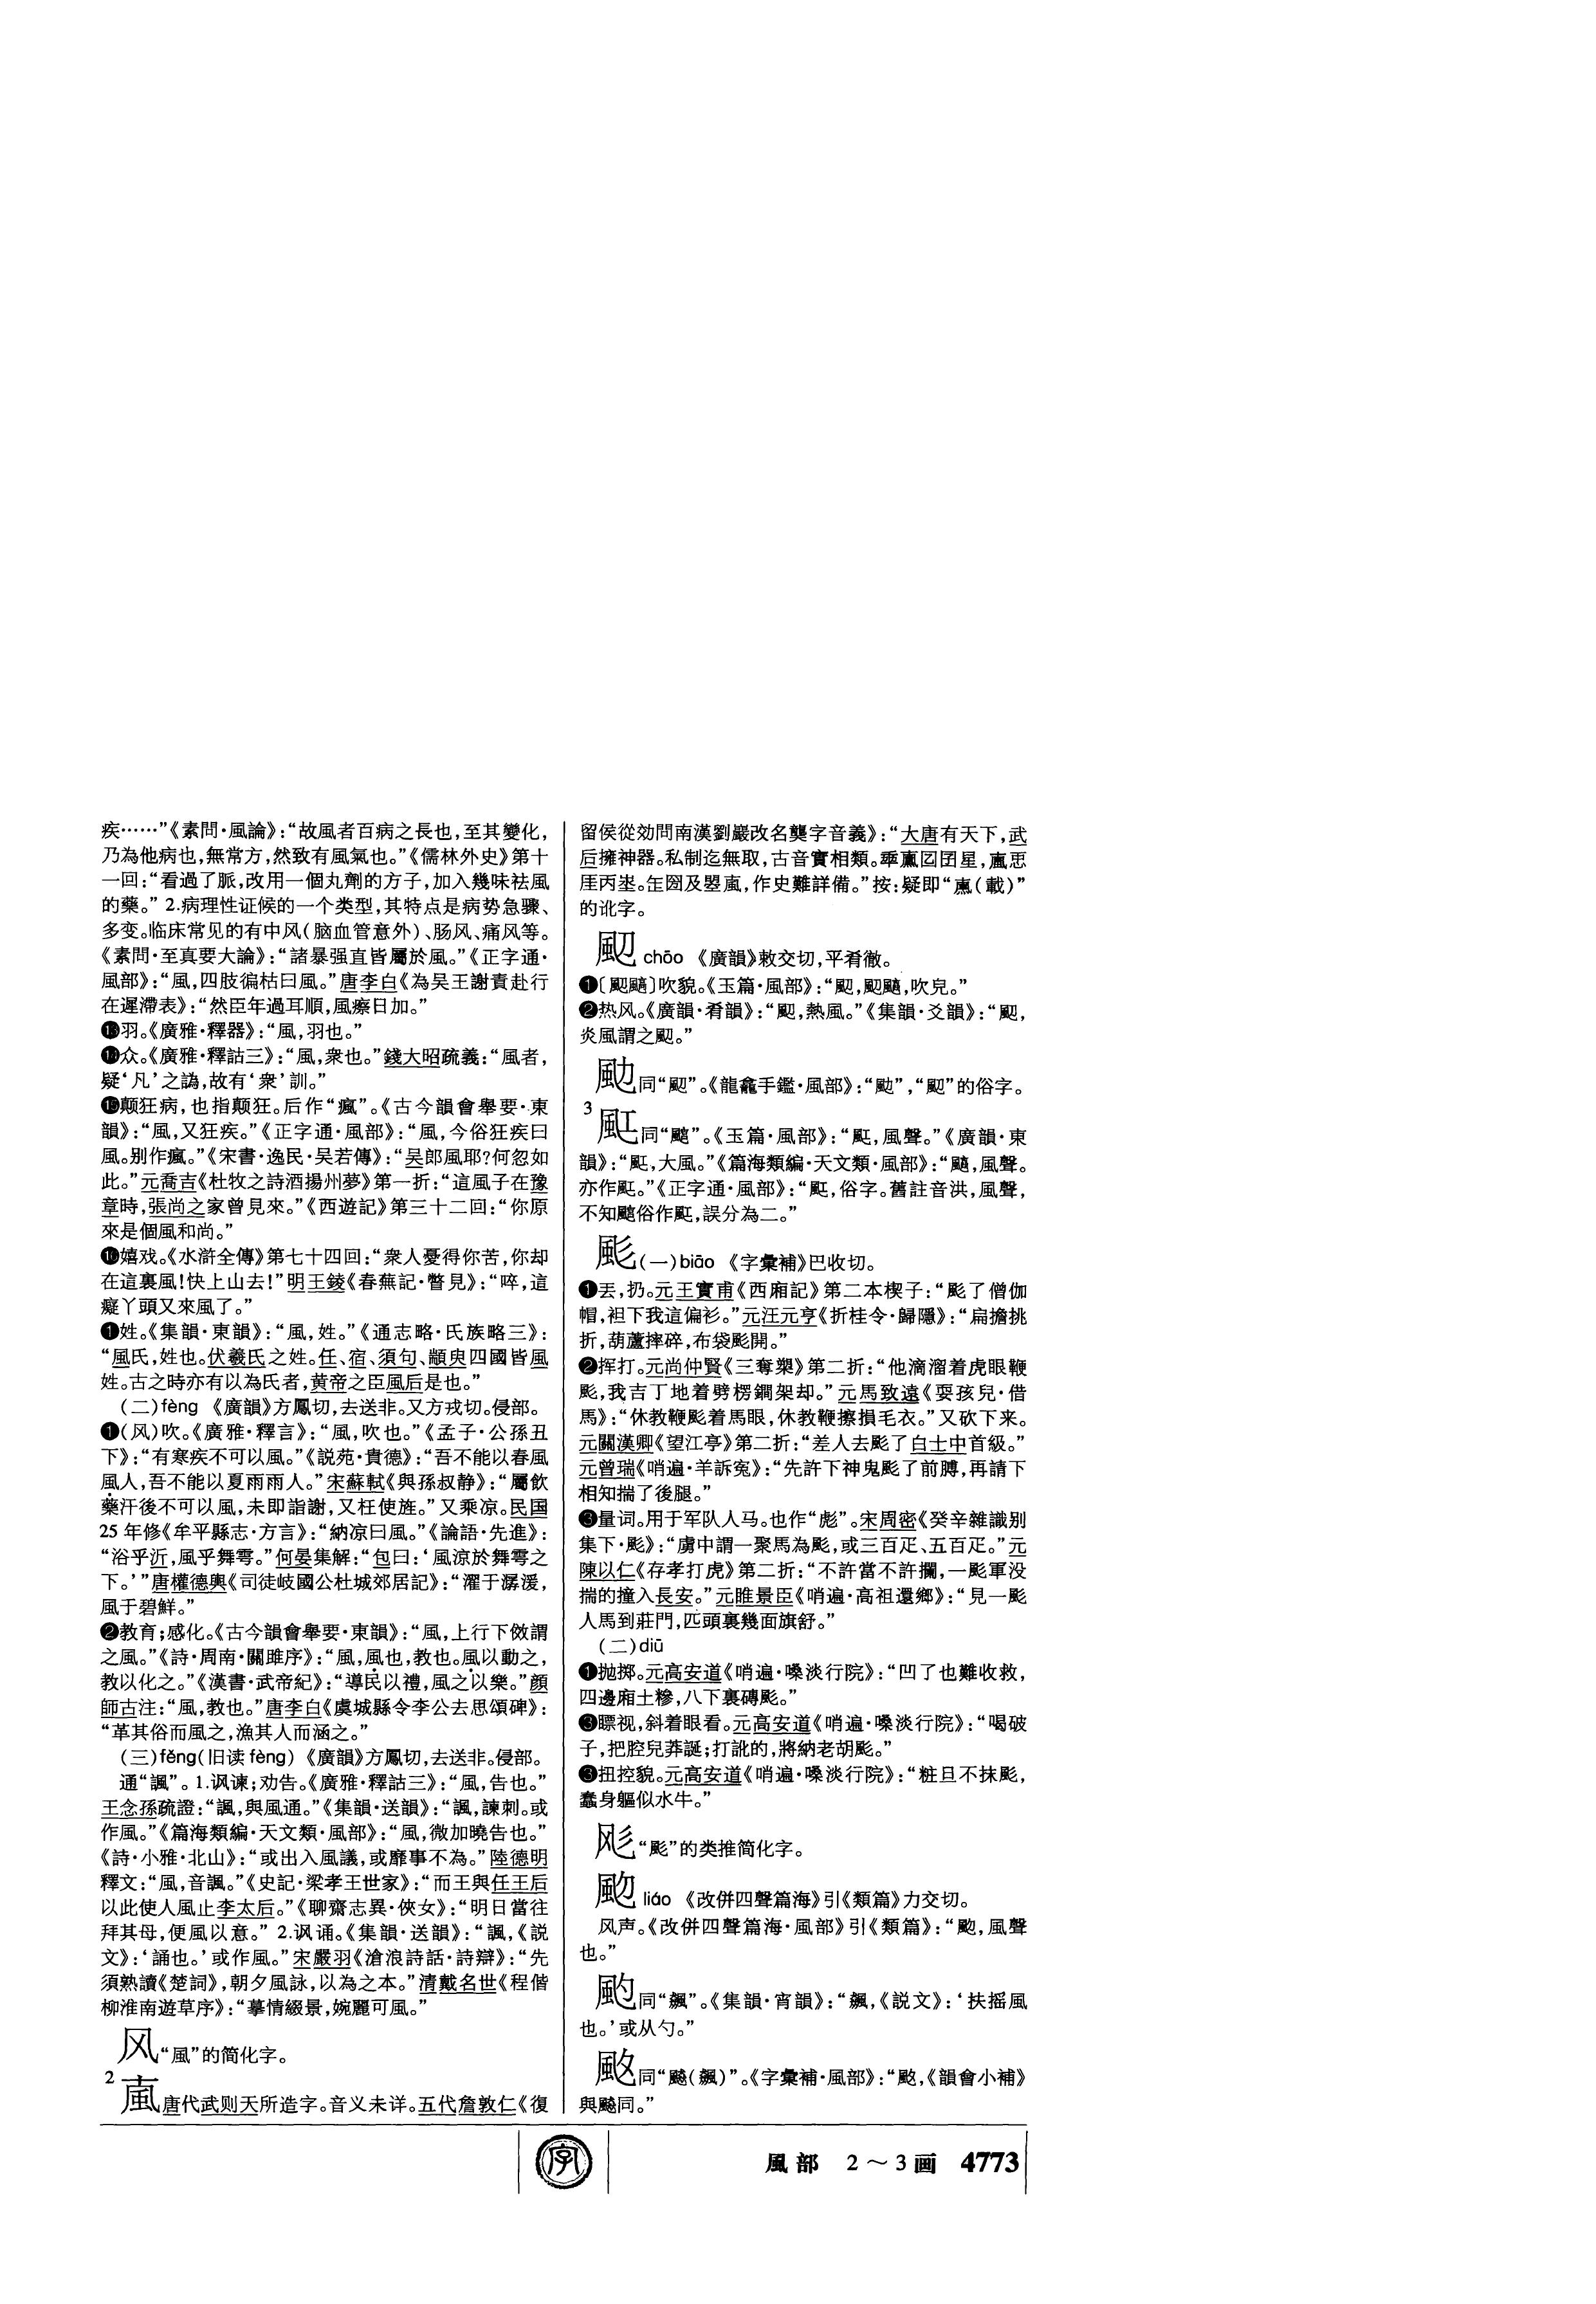 疾……”《素問·風論》：“故風者百病之長也，至其變化，
乃為他病也，無常方，然致有風氣也。”《儒林外史》第十
一回：“看過了脈，改用一個丸劑的方子，加入幾味祛風
的藥。” 2.病理性证候的一个类型，其特点是病势急骤、
多变。临床常见的有中风（脑血管意外）、肠风、痛风等。
《素問·至真要大論》：“諸暴强直皆屬於風。”《正字通·
風部》：“風，四肢徧枯曰風。”唐李白《為吴王謝責赴行
在遲滯表》：“然臣年過耳順，風瘵日加。”
⓭羽。《廣雅·釋器》：“風，羽也。”
⓮众。《廣雅·釋詁三》：“風，衆也。”錢大昭疏義：“風者，
疑‘凡’之譌，故有‘衆’訓。”
⓯颠狂病，也指颠狂。后作“瘋”。《古今韻會舉要·東
韻》：“風，又狂疾。”《正字通·風部》：“風，今俗狂疾曰
風。别作瘋。”《宋書·逸民·吴若傳》：“吴郎風耶？何忽如
此。”元喬吉《杜牧之詩酒揚州夢》第一折：“這風子在豫
章時，張尚之家曾見來。”《西遊記》第三十二回：“你原
來是個風和尚。”
⓰嬉戏。《水滸全傳》第七十四回：“衆人憂得你苦，你却
在這裏風！快上山去！”明王錂《春蕪記·瞥見》：“啐，這
癡丫頭又來風了。”
❶姓。《集韻·東韻》：“風，姓。”《通志略·氏族略三》：
“風氏，姓也。伏羲氏之姓。任、宿、須句、顓臾四國皆風
姓。古之時亦有以為氏者，黄帝之臣風后是也。”
（二）fèng 《廣韻》方鳳切，去送非。又方戎切。侵部。
❶（风）吹。《廣雅·釋言》：“風，吹也。”《孟子·公孫丑
下》：“有寒疾不可以風。”《説苑·貴德》：“吾不能以春風
風人，吾不能以夏雨雨人。”宋蘇軾《與孫叔静》：“屬飲
藥汗後不可以風，未即詣謝，又枉使旌。”又乘凉。民国
25 年修《牟平縣志·方言》：“納凉曰風。”《論語·先進》：
“浴乎沂，風乎舞雩。”何晏集解：“包曰：‘風涼於舞雩之
下。’”唐權德輿《司徒岐國公杜城郊居記》：“濯于潺湲，
風于碧鮮。”
❷教育；感化。《古今韻會舉要·東韻》：“風，上行下傚謂
之風。”《詩·周南·關雎序》：“風，風也，教也。風以動之，
教以化之。”《漢書·武帝紀》：“導民以禮，風之以樂。”顔
師古注：“風，教也。”唐李白《虞城縣令李公去思頌碑》：
“革其俗而風之，漁其人而涵之。”
（三）fěng（旧读 fèng） 《廣韻》方鳳切，去送非。侵部。
通“諷”。1.讽谏；劝告。《廣雅·釋詁三》：“風，告也。”
王念孫疏證：“諷，與風通。”《集韻·送韻》：“諷，諫刺。或
作風。”《篇海類編·天文類·風部》：“風，微加曉告也。”
《詩·小雅·北山》：“或出入風議，或靡事不為。”陸德明
釋文：“風，音諷。”《史記·梁孝王世家》：“而王與任王后
以此使人風止李太后。”《聊齋志異·俠女》：“明日當往
拜其母，便風以意。” 2.讽诵。《集韻·送韻》：“諷，《説
文》：‘誦也。’或作風。”宋嚴羽《滄浪詩話·詩辯》：“先
須熟讀《楚詞》，朝夕風詠，以為之本。”清戴名世《程偕
柳淮南遊草序》：“摹情綴景，婉麗可風。”
风“風”的简化字。
2
唐代武则天所造字。音义未详。五代詹敦仁《復
留侯從効問南漢劉巖改名龑字音義》：“大唐有天下，武
后擁神器。私制迄無取，古音實相類。
作史難詳備。”按：疑即“（載）”
的讹字。
chāo 《廣韻》敕交切，平肴徹。
❶〔〕吹貌。《玉篇·風部》：“吹皃。”
❷热风。《廣韻·肴韻》：“熱風。”《集韻·爻韻》：“
炎風謂之。”
同“”。《龍龕手鑑·風部》：“”，“”的俗字。
3
䫹同“䫺”。《玉篇·風部》：“䫹，風聲。”《廣韻·東
韻》：“䫹，大風。”《篇海類編·天文類·風部》：“䫺，風聲。
亦作䫹。”《正字通·風部》：“䫹，俗字。舊註音洪，風聲，
不知䫺俗作䫹，誤分為二。”
颩（一）biāo 《字彙補》巴收切。
❶丟，扔。元王實甫《西廂記》第二本楔子：“颩了僧伽
帽，袒下我這偏衫。”元汪元亨《折桂令·歸隱》：“扁擔挑
折，葫蘆摔碎，布袋颩開。”
❷挥打。元尚仲賢《三奪槊》第二折：“他滴溜着虎眼鞭
颩，我吉丁地着劈楞鐧架却。”元馬致遠《耍孩兒·借
馬》：“休教鞭颩着馬眼，休教鞭擦損毛衣。”又砍下来。
元關漢卿《望江亭》第二折：“差人去颩了白士中首級。”
元曾瑞《哨遍·羊訴冤》：“先許下神鬼颩了前膊，再請下
相知揣了後腿。”
❸量词。用于军队人马。也作“彪”。宋周密《癸辛雜識别
集下·颩》：“虜中謂一聚馬為颩，或三百疋、五百疋。”元
陳以仁《存孝打虎》第二折：“不許當不許攔，一颩軍没
揣的撞入長安。”元睢景臣《哨遍·高祖還鄉》：“見一颩
人馬到莊門，匹頭裏幾面旗舒。”
（二）diū
❶抛掷。元高安道《哨遍·嗓淡行院》：“凹了也難收救，
四邊廂土糝，八下裏磚颩。”
❸瞟视，斜着眼看。元高安道《哨遍·嗓淡行院》：“喝破
子，把腔兒莽誕；打訛的，將納老胡颩。”
❸扭控貌。元高安道《哨遍·嗓淡行院》：“粧旦不抹颩，
蠢身軀似水牛。”
“颩”的类推简化字。
liáo 《改併四聲篇海》引《類篇》力交切。
风声。《改併四聲篇海·風部》引《類篇》：“風聲
也。”
同“飆”。《集韻·宵韻》：“飆，《説文》：‘扶摇風
也。’或从勺。”
同“飈（飆）”。《字彙補·風部》：“《韻會小補》
與飈同。”
字
風部 2～3画 4773